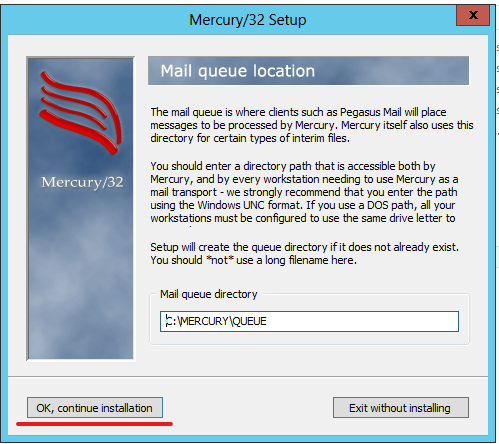 Mercury/32 Setup
x
Mail queue location
The mail queue is where clients such as Pegasus Mail will place
messages to be processed by Mercury. Mercury itself also uses this
directory for certain types of interim files.
You should enter a directory path that is accessible both by
Mercury, and by every workstation needing to use Mercury as a
mail transport - we strongly recommend that you enter the path
using the Windows UNC format. If you use a DOS path, all your
workstations must be configured to use the same drive letter to
Setup will create the queue directory if it does not already exist.
You should *not* use a long filename here.
Mercury/32
Mail queue directory
C:\MERCURY\QUEUE
OK, continue installation
Exit without installing